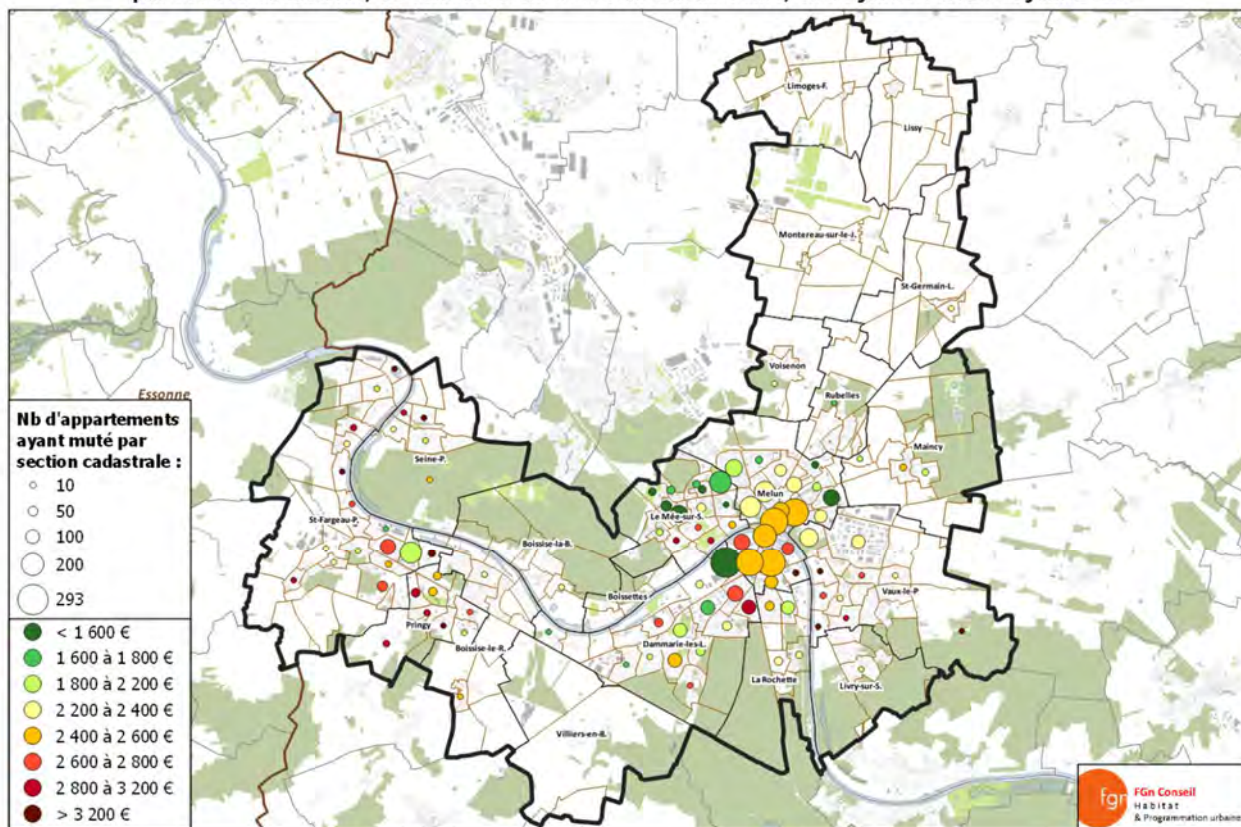 Essonne
Nb d'appartements
ayant muté par
section cadastrale :
10
50
100
200
293
< 1 600 €
1 600 à 1 800 €
1 800 à 2 200 €
2 200 à 2 400 €
2 400 à 2 600 €
2 600 à 2 800 €
2 800 à 3 200 €
> 3 200 €
Limoges-F.
Lissy
Montereau-sur-le-J.
St-Germain-L.
Voisenon
Rubelles
Maincy
Seine-P.
Melun
Le Mée-sur-S.
St-Fargeau-P.
Boissise-la-B.
Boissettes
Vaux-le-P
Pringy
Boissise-le-R.
Dammarie-les-L.
La Rochette
Livry-sur-S.
Villiers-en-B.
fgn
FGn Conseil
Habitat
& Programmation urbaine